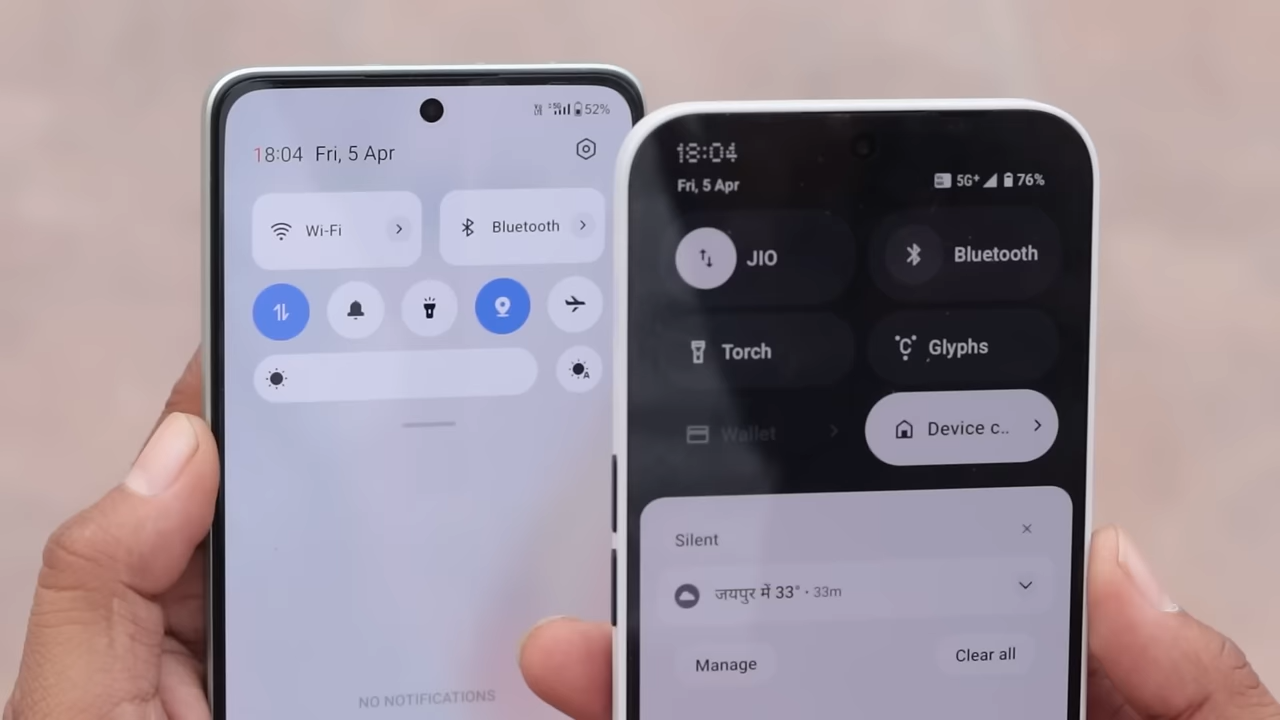 52%
18:04 Fri, 5 Apr
Wi-Fi
Bluetooth
A
NO NOTIFICATIONS
18:04
Fri, 5 Apr
5G+ 76%
JIO
Bluetooth
Torch
Glyphs
Wallet
Device c..
Silent
जयपुर में 33° • 33m
Manage
Clear all